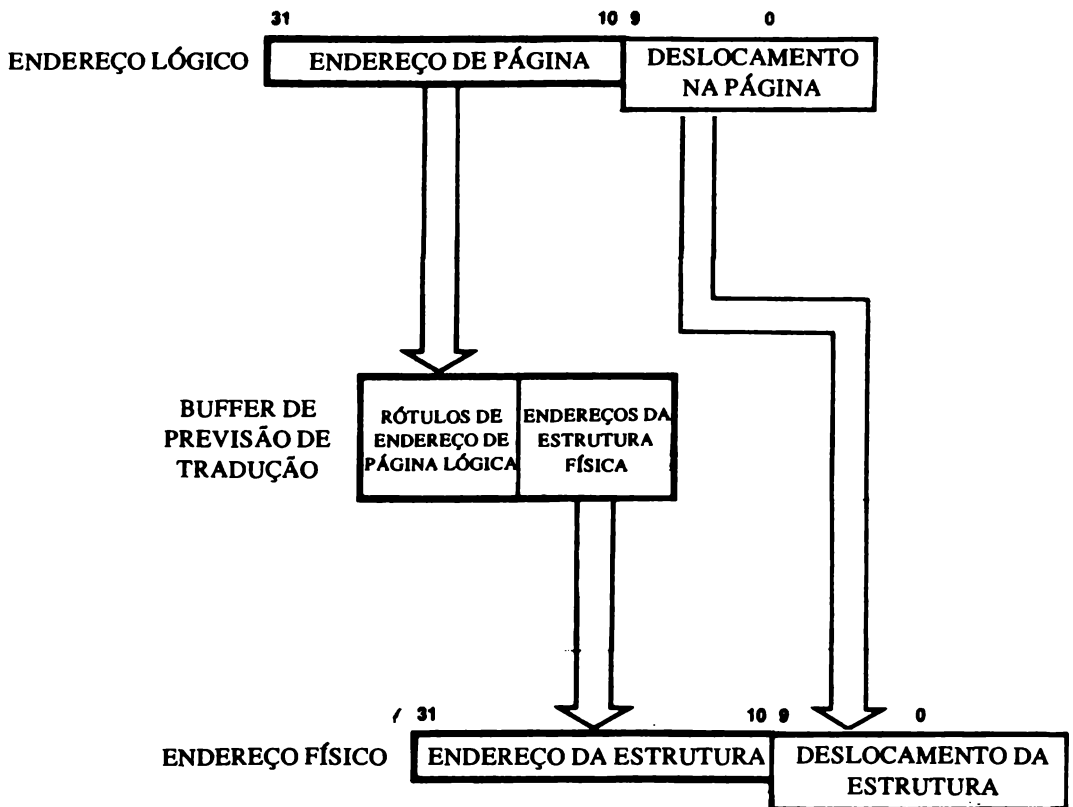 31 10 9 0
ENDEREÇO LÓGICO ENDEREÇO DE PÁGINA DESLOCAMENTO
NA PÁGINA
BUFFER DE
PREVISÃO DE
TRADUÇÃO
RÓTULOS DE
ENDEREÇO DE
PÁGINA LÓGICA
ENDEREÇOS DA
ESTRUTURA
FÍSICA
31 10 9 0
ENDEREÇO FÍSICO ENDEREÇO DA ESTRUTURA DESLOCAMENTO DA
ESTRUTURA